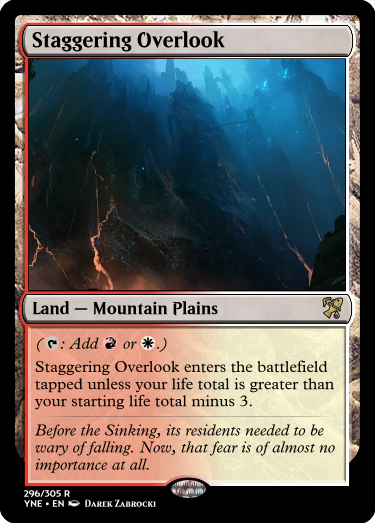 Staggering Overlook
Land — Mountain Plains
( : Add or .)
Staggering Overlook enters the battlefield
tapped unless your life total is greater than
your starting life total minus 3.
Before the Sinking, its residents needed to be
wary of falling. Now, that fear is of almost no
importance at all.
296/305 R
YNE • EN Darek Zabrocki